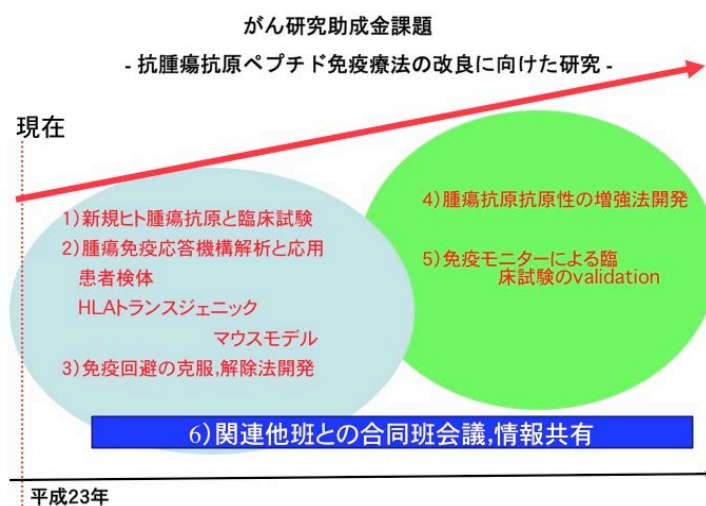 がん研究助成金課題
- 抗腫瘍抗原ペプチド免疫療法の改良に向けた研究 -
現在
1)新規ヒト腫瘍抗原と臨床試験
2)腫瘍免疫応答機構解析と応用
患者検体
HLAトランスジェニック
マウスモデル
3)免疫回避の克服,解除法開発
4)腫瘍抗原抗原性の増強法開発
5)免疫モニターによる臨
床試験のvalidation
6)関連他班との合同班会議,情報共有
平成23年